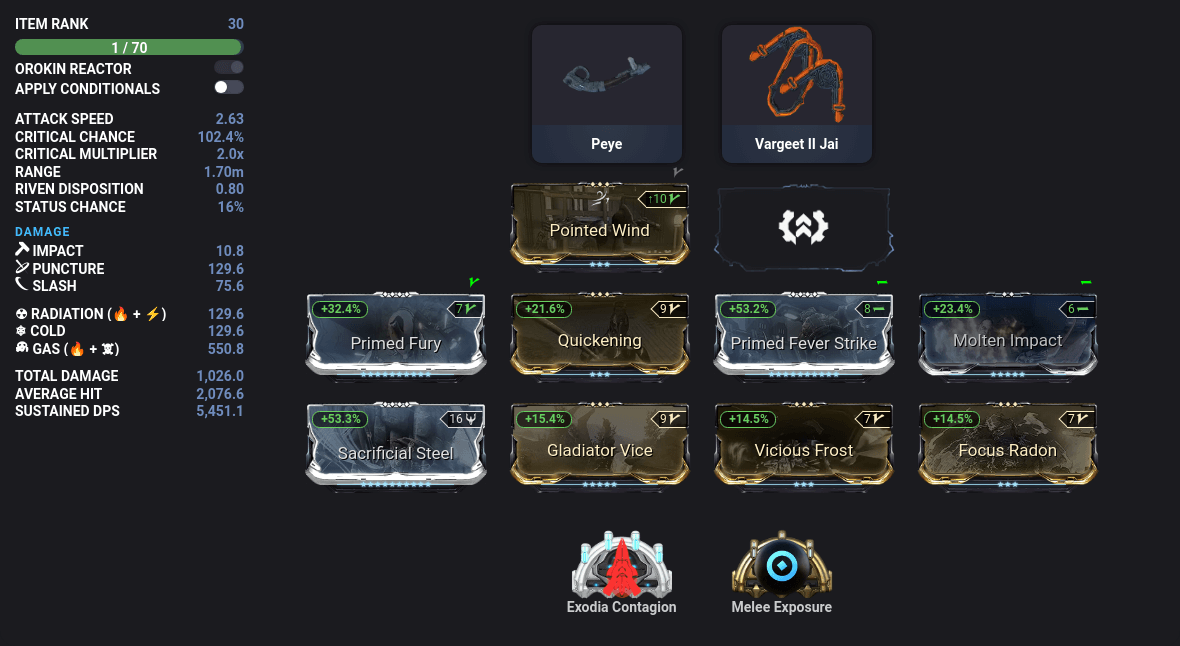 ITEM RANK 30
1 / 70
OROKIN REACTOR
APPLY CONDITIONALS
ATTACK SPEED 2.63
CRITICAL CHANCE 102.4%
CRITICAL MULTIPLIER 2.0x
RANGE 1.70m
RIVEN DISPOSITION 0.80
STATUS CHANCE 16%
DAMAGE
IMPACT 10.8
PUNCTURE 129.6
SLASH 75.6
RADIATION (🔥 + ⚡) 129.6
COLD 129.6
GAS (🔥 + ☠) 550.8
TOTAL DAMAGE 1,026.0
AVERAGE HIT 2,076.6
SUSTAINED DPS 5,451.1
Peye
Vargeet II Jai
↑10
Pointed Wind
+32.4% 7
Primed Fury
+21.6% 9
Quickening
+53.2% 8
Primed Fever Strike
+23.4% 6
Molten Impact
+53.3% 16
Sacrificial Steel
+15.4% 9
Gladiator Vice
+14.5% 7
Vicious Frost
+14.5% 7
Focus Radon
Exodia Contagion
Melee Exposure